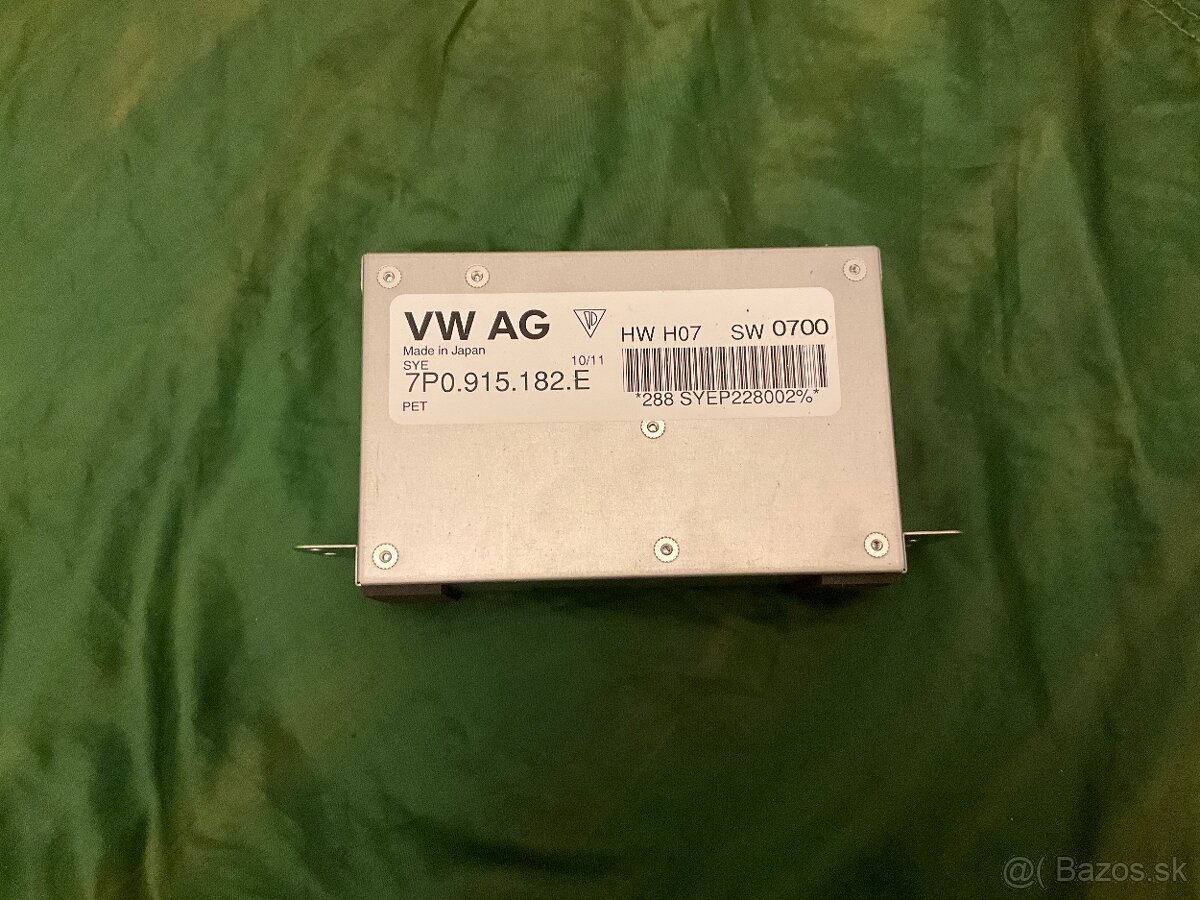 VW AG
HW H07 SW 0700
Made in Japan
SYE 10/11
7P0.915.182.E
*288 SYEP228002%*
PET
@( Bazos.sk